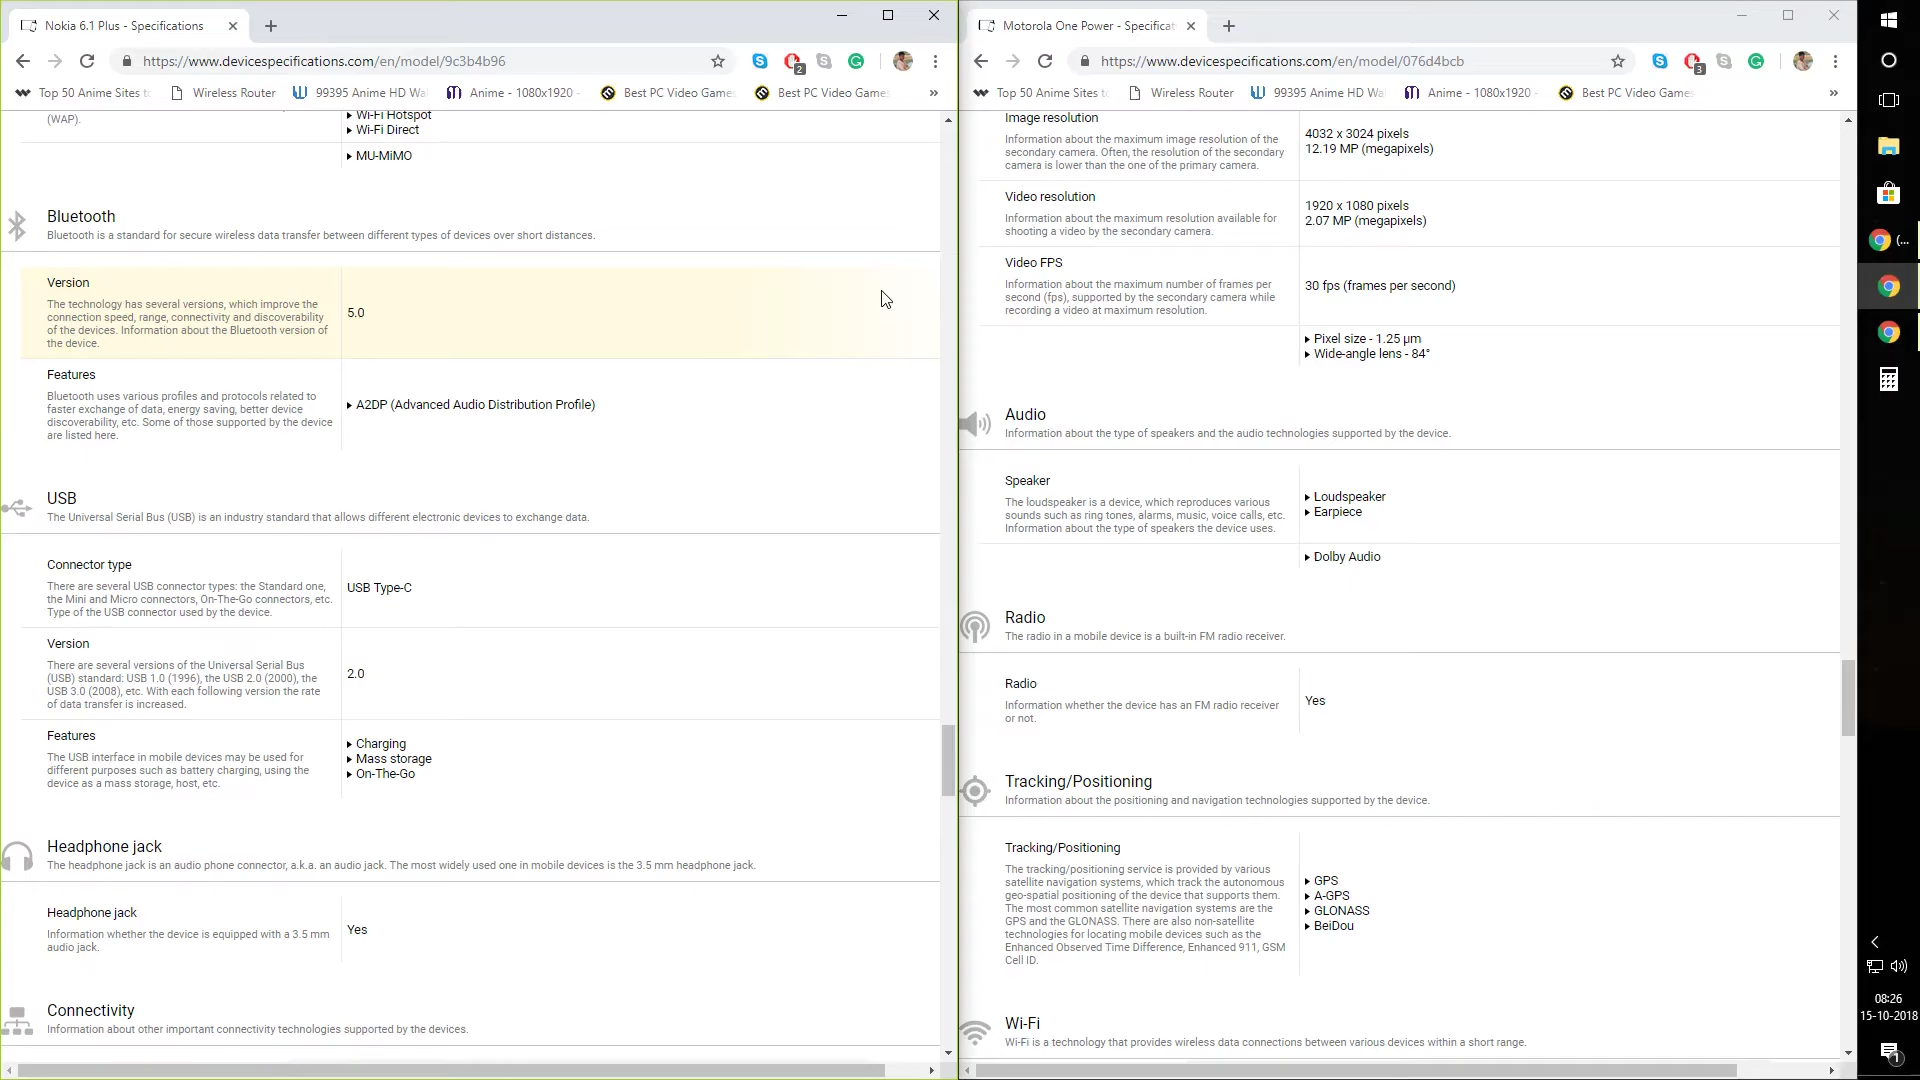 Nokia 6.1 Plus - Specifications
https://www.devicespecifications.com/en/model/9c3b4b96
2
Top 50 Anime Sites to
Wireless Router
99395 Anime HD Wal
Anime - 1080x1920 -
Best PC Video Games
Best PC Video Games
»
(WAP).
Wi-Fi Hotspot
Wi-Fi Direct
MU-MiMO
Bluetooth
Bluetooth is a standard for secure wireless data transfer between different types of devices over short distances.
Version
The technology has several versions, which improve the
connection speed, range, connectivity and discoverability
of the devices. Information about the Bluetooth version of
the device.
5.0
Features
Bluetooth uses various profiles and protocols related to
faster exchange of data, energy saving, better device
discoverability, etc. Some of those supported by the device
are listed here.
A2DP (Advanced Audio Distribution Profile)
USB
The Universal Serial Bus (USB) is an industry standard that allows different electronic devices to exchange data.
Connector type
There are several USB connector types: the Standard one,
the Mini and Micro connectors, On-The-Go connectors, etc.
Type of the USB connector used by the device.
USB Type-C
Version
There are several versions of the Universal Serial Bus
(USB) standard: USB 1.0 (1996), the USB 2.0 (2000), the
USB 3.0 (2008), etc. With each following version the rate
of data transfer is increased.
2.0
Features
The USB interface in mobile devices may be used for
different purposes such as battery charging, using the
device as a mass storage, host, etc.
Charging
Mass storage
On-The-Go
Headphone jack
The headphone jack is an audio phone connector, a.k.a. an audio jack. The most widely used one in mobile devices is the 3.5 mm headphone jack.
Headphone jack
Information whether the device is equipped with a 3.5 mm
audio jack.
Yes
Connectivity
Information about other important connectivity technologies supported by the devices.
Motorola One Power - Specificat
https://www.devicespecifications.com/en/model/076d4bcb
3
Top 50 Anime Sites to
Wireless Router
99395 Anime HD Wal
Anime - 1080x1920 -
Best PC Video Games
»
Image resolution
Information about the maximum image resolution of the
secondary camera. Often, the resolution of the secondary
camera is lower than the one of the primary camera.
4032 x 3024 pixels
12.19 MP (megapixels)
Video resolution
Information about the maximum resolution available for
shooting a video by the secondary camera.
1920 x 1080 pixels
2.07 MP (megapixels)
Video FPS
Information about the maximum number of frames per
second (fps), supported by the secondary camera while
recording a video at maximum resolution.
30 fps (frames per second)
Pixel size - 1.25 μm
Wide-angle lens - 84°
Audio
Information about the type of speakers and the audio technologies supported by the device.
Speaker
The loudspeaker is a device, which reproduces various
sounds such as ring tones, alarms, music, voice calls, etc.
Information about the type of speakers the device uses.
Loudspeaker
Earpiece
Dolby Audio
Radio
The radio in a mobile device is a built-in FM radio receiver.
Radio
Information whether the device has an FM radio receiver
or not.
Yes
Tracking/Positioning
Information about the positioning and navigation technologies supported by the device.
Tracking/Positioning
The tracking/positioning service is provided by various
satellite navigation systems, which track the autonomous
geo-spatial positioning of the device that supports them.
The most common satellite navigation systems are the
GPS and the GLONASS. There are also non-satellite
technologies for locating mobile devices such as the
Enhanced Observed Time Difference, Enhanced 911, GSM
Cell ID.
GPS
A-GPS
GLONASS
BeiDou
Wi-Fi
Wi-Fi is a technology that provides wireless data connections between various devices within a short range.
(...
08:26
15-10-2018
1